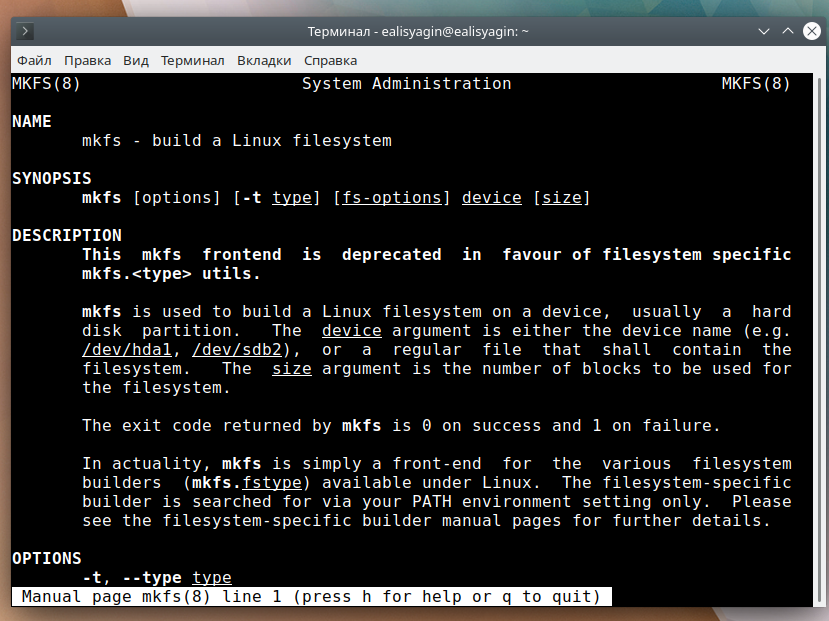 Терминал - ealisyagin@ealisyagin: ~
Файл Правка Вид Терминал Вкладки Справка
MKFS(8) System Administration MKFS(8)
NAME
mkfs - build a Linux filesystem
SYNOPSIS
mkfs [options] [-t type] [fs-options] device [size]
DESCRIPTION
This mkfs frontend is deprecated in favour of filesystem specific
mkfs.<type> utils.
mkfs is used to build a Linux filesystem on a device, usually a hard
disk partition. The device argument is either the device name (e.g.
/dev/hda1, /dev/sdb2), or a regular file that shall contain the
filesystem. The size argument is the number of blocks to be used for
the filesystem.
The exit code returned by mkfs is 0 on success and 1 on failure.
In actuality, mkfs is simply a front-end for the various filesystem
builders (mkfs.fstype) available under Linux. The filesystem-specific
builder is searched for via your PATH environment setting only. Please
see the filesystem-specific builder manual pages for further details.
OPTIONS
-t, --type type
Manual page mkfs(8) line 1 (press h for help or q to quit)